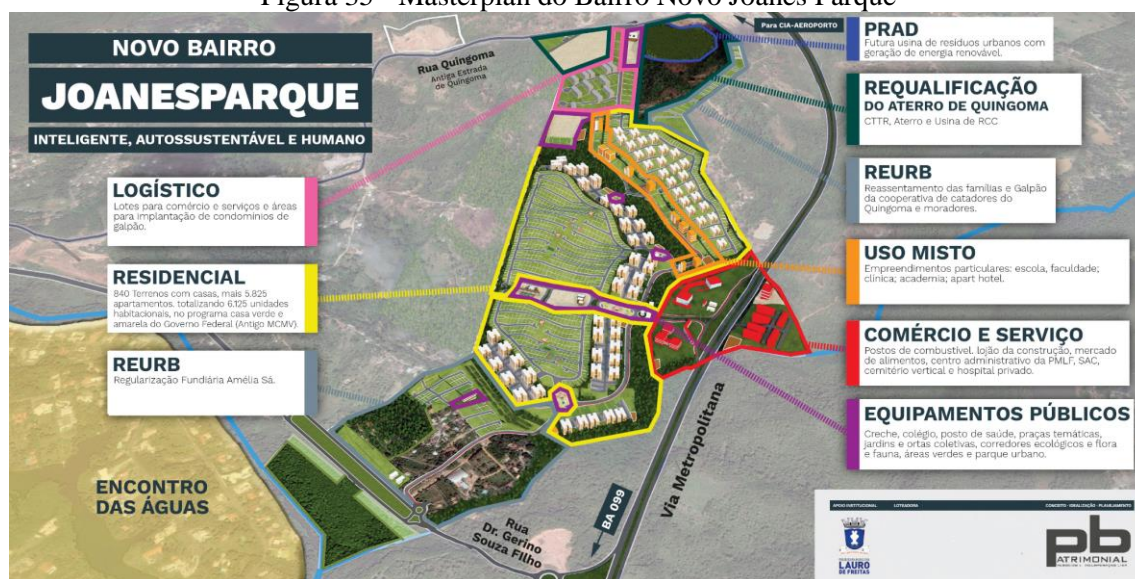 Figura 35 - Masterplan do Bairro Novo Joanes Parque
NOVO BAIRRO
JOANESPARQUE
INTELIGENTE, AUTOSSUSTENTÁVEL E HUMANO
LOGÍSTICO
Lotes para comércio e serviços e áreas
para implantação de condomínios de
galpão.
RESIDENCIAL
840 Terrenos com casas, mais 5.825
apartamentos, totalizando 6.125 unidades
habitacionais, no programa casa verde e
amarela do Governo Federal (Antigo MCMV).
REURB
Regularização Fundiária Amélia Sá.
ENCONTRO
DAS ÁGUAS
Rua Quingoma
Antiga Estrada
de Quingoma
Para CIA-AEROPORTO
Via Metropolitana
BA 099
Rua
Dr. Gerino
Souza FIlho
PRAD
Futura usina de resíduos urbanos com
geração de energia renovável.
REQUALIFICAÇÃO
DO ATERRO DE QUINGOMA
CTTR, Aterro e Usina de RCC
REURB
Reassentamento das famílias e Galpão
da cooperativa de catadores do
Quingoma e moradores.
USO MISTO
Empreendimentos particulares: escola, faculdade;
clínica; academia; apart hotel.
COMÉRCIO E SERVIÇO
Postos de combustível, lojão da construção, mercado
de alimentos, centro administrativo da PMLF, SAC,
cemitério vertical e hospital privado.
EQUIPAMENTOS PÚBLICOS
Creche, colégio, posto de saúde, praças temáticas,
jardins e ortas coletivas, corredores ecológicos e flora
e fauna, áreas verdes e parque urbano.
APOIO INSTITUCIONAL
LOTEADORA
CONCEITO - IDEALIZAÇÃO - PLANEJAMENTO
LAURO
DE FREITAS
pb
PATRIMONIAL